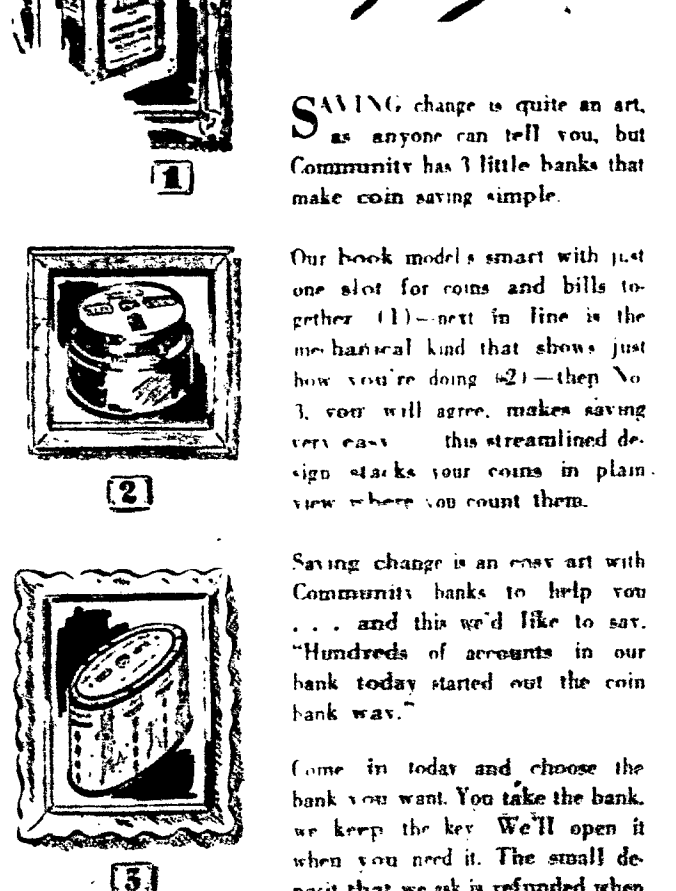 1
SAVING change is quite an art,
as anyone can tell you, but
Community has 3 little banks that
make coin saving simple.
Our book model s smart with just
one slot for coins and bills to-
gether (1)—next in line is the
mechanical kind that shows just
how you're doing (2)—then No
3, you will agree, makes saving
very easy this streamlined de-
sign stacks your coins in plain
view where you count them.
2
Saving change is an easy art with
Community banks to help you
. . . and this we'd like to say.
"Hundreds of accounts in our
bank today started out the coin
bank way."
Come in today and choose the
bank you want. You take the bank.
we keep the key We'll open it
when you need it. The small de-
posit that we ask is refunded when
3